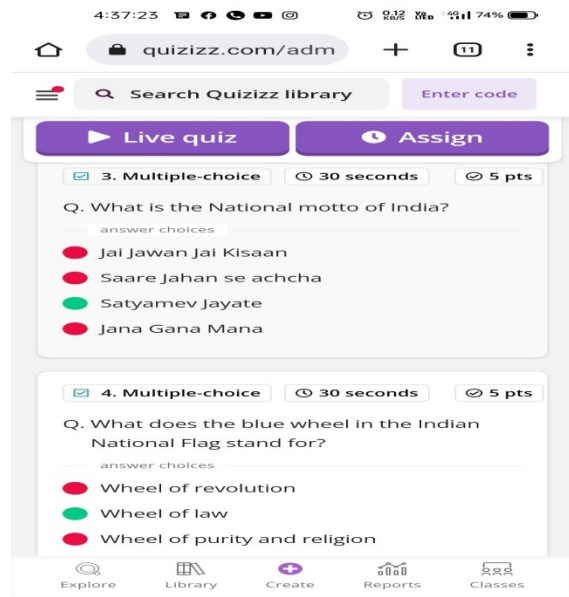 4:37:23 0.12 KB/S Vo LTE 4G 74%
quizizz.com/adm 11
Search Quizizz library Enter code
Live quiz Assign
3. Multiple-choice 30 seconds 5 pts
Q. What is the National motto of India?
answer choices
Jai Jawan Jai Kisaan
Saare Jahan se achcha
Satyamev Jayate
Jana Gana Mana
4. Multiple-choice 30 seconds 5 pts
Q. What does the blue wheel in the Indian
National Flag stand for?
answer choices
Wheel of revolution
Wheel of law
Wheel of purity and religion
Explore Library Create Reports Classes